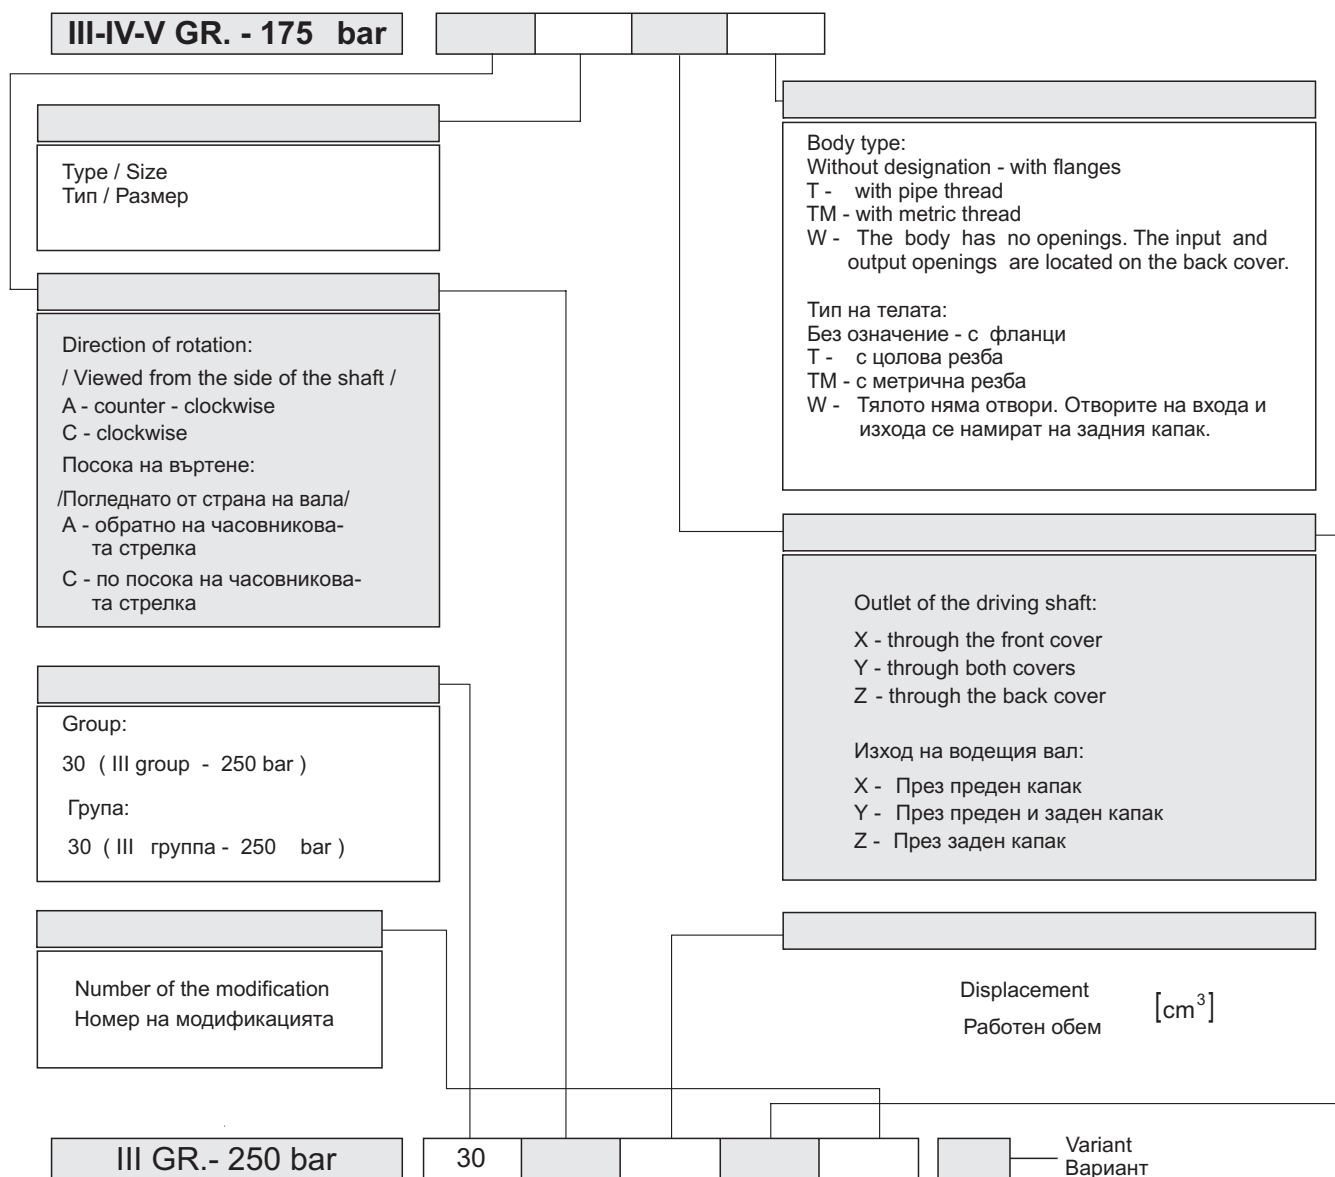 III-IV-V GR. - 175 bar
Type / Size
Тип / Размер
Direction of rotation:
/ Viewed from the side of the shaft /
A - counter - clockwise
C - clockwise
Посока на въртене:
/Погледнато от страна на вала/
А - обратно на часовникова-
та стрелка
С - по посока на часовникова-
та стрелка
Group:
30 ( III group - 250 bar )
Група:
30 ( III группа - 250 bar )
Number of the modification
Номер на модификацията
Body type:
Without designation - with flanges
T - with pipe thread
TM - with metric thread
W - The body has no openings. The input and
output openings are located on the back cover.
Тип на телата:
Без означение - с фланци
Т - с цолова резба
ТМ - с метрична резба
W - Тялото няма отвори. Отворите на входа и
изхода се намират на задния капак.
Outlet of the driving shaft:
X - through the front cover
Y - through both covers
Z - through the back cover
Изход на водещия вал:
X - През преден капак
Y - През преден и заден капак
Z - През заден капак
Displacement
Работен обем
[cm³]
III GR.- 250 bar
30
Variant
Вариант